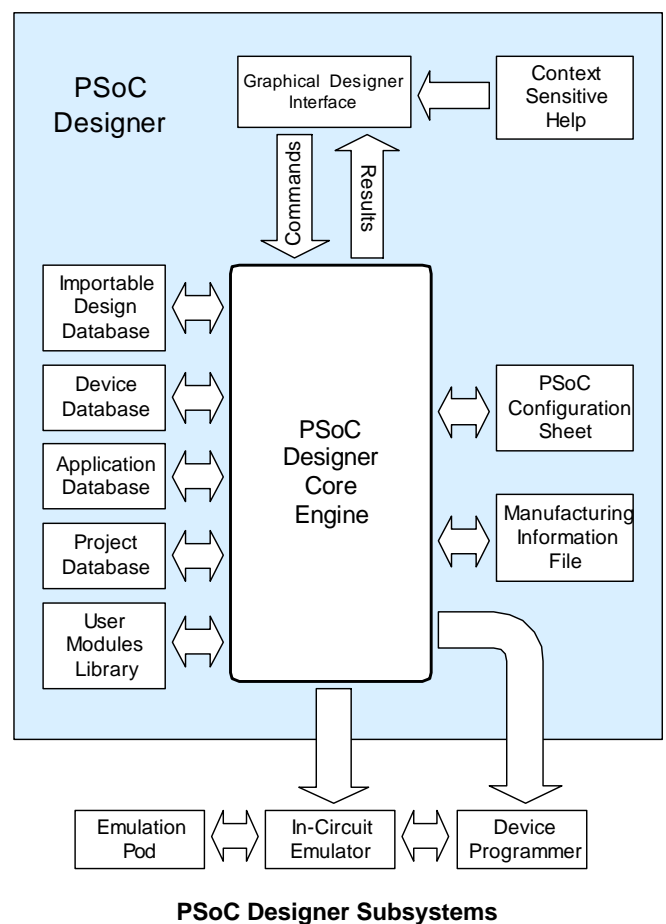 PSoC
Designer
Graphical Designer
Interface
Context
Sensitive
Help
Commands
Results
Importable
Design
Database
Device
Database
Application
Database
Project
Database
User
Modules
Library
PSoC
Designer
Core
Engine
PSoC
Configuration
Sheet
Manufacturing
Information
File
Emulation
Pod
In-Circuit
Emulator
Device
Programmer
PSoC Designer Subsystems